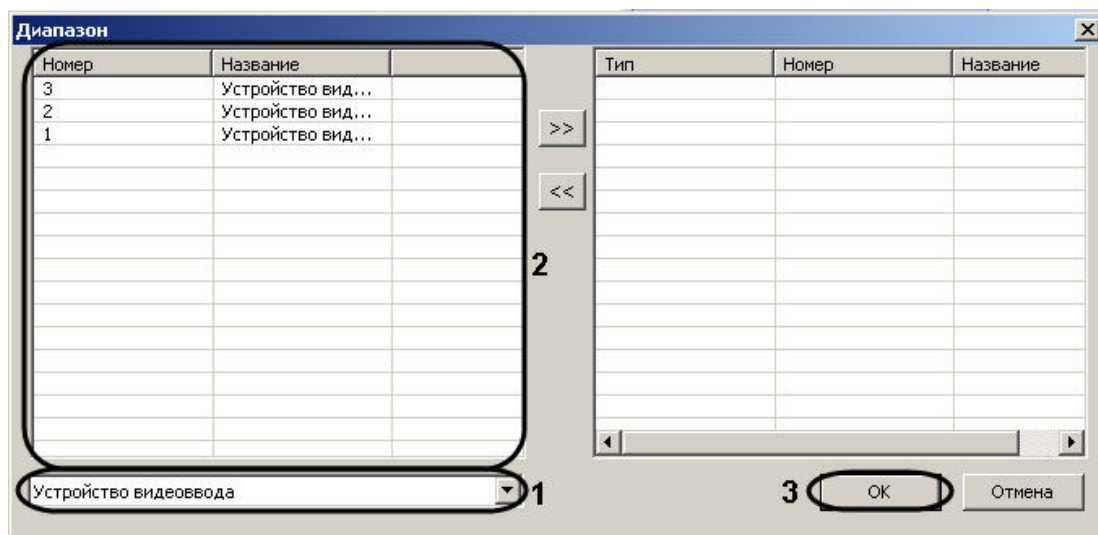 Диапазон
Номер Название Тип Номер Название
3 Устройство вид...
2 Устройство вид...
1 Устройство вид...
>>
<<
2
Устройство видеоввода 1 3 ОК Отмена